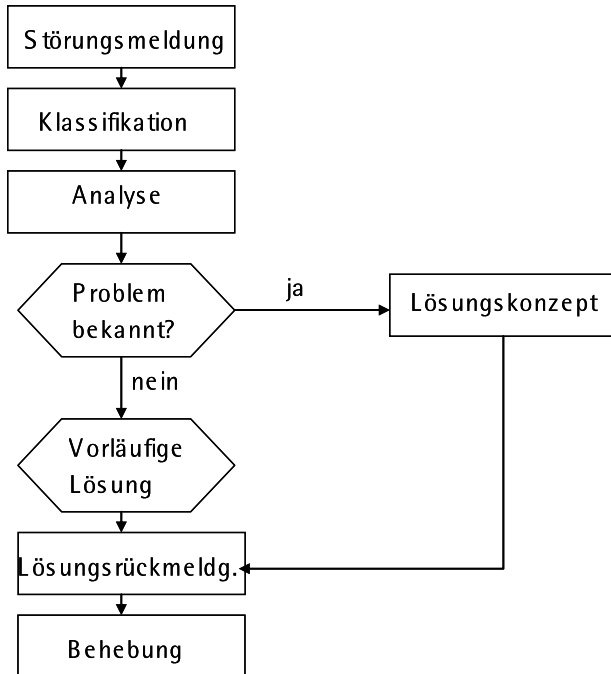 Störungsmeldung
Klassifikation
Analyse
Problem
bekannt?
ja
Lösungskonzept
nein
Vorläufige
Lösung
Lösungsrückmeldg.
Behebung